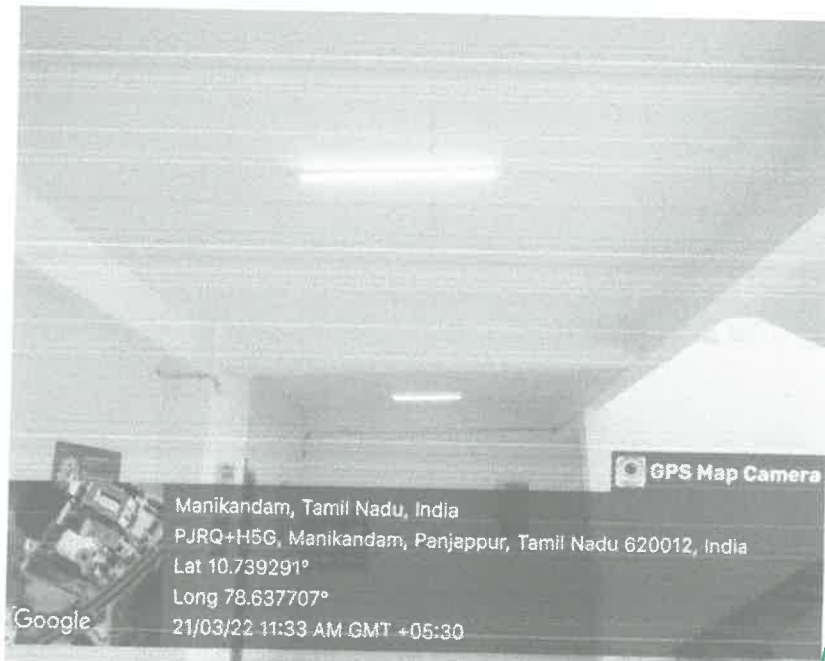 GPS Map Camera
Manikandam, Tamil Nadu, India
PJRQ+H5G, Manikandam, Panjappur, Tamil Nadu 620012, India
Lat 10.739291°
Long 78.637707°
21/03/22 11:33 AM GMT +05:30
Google